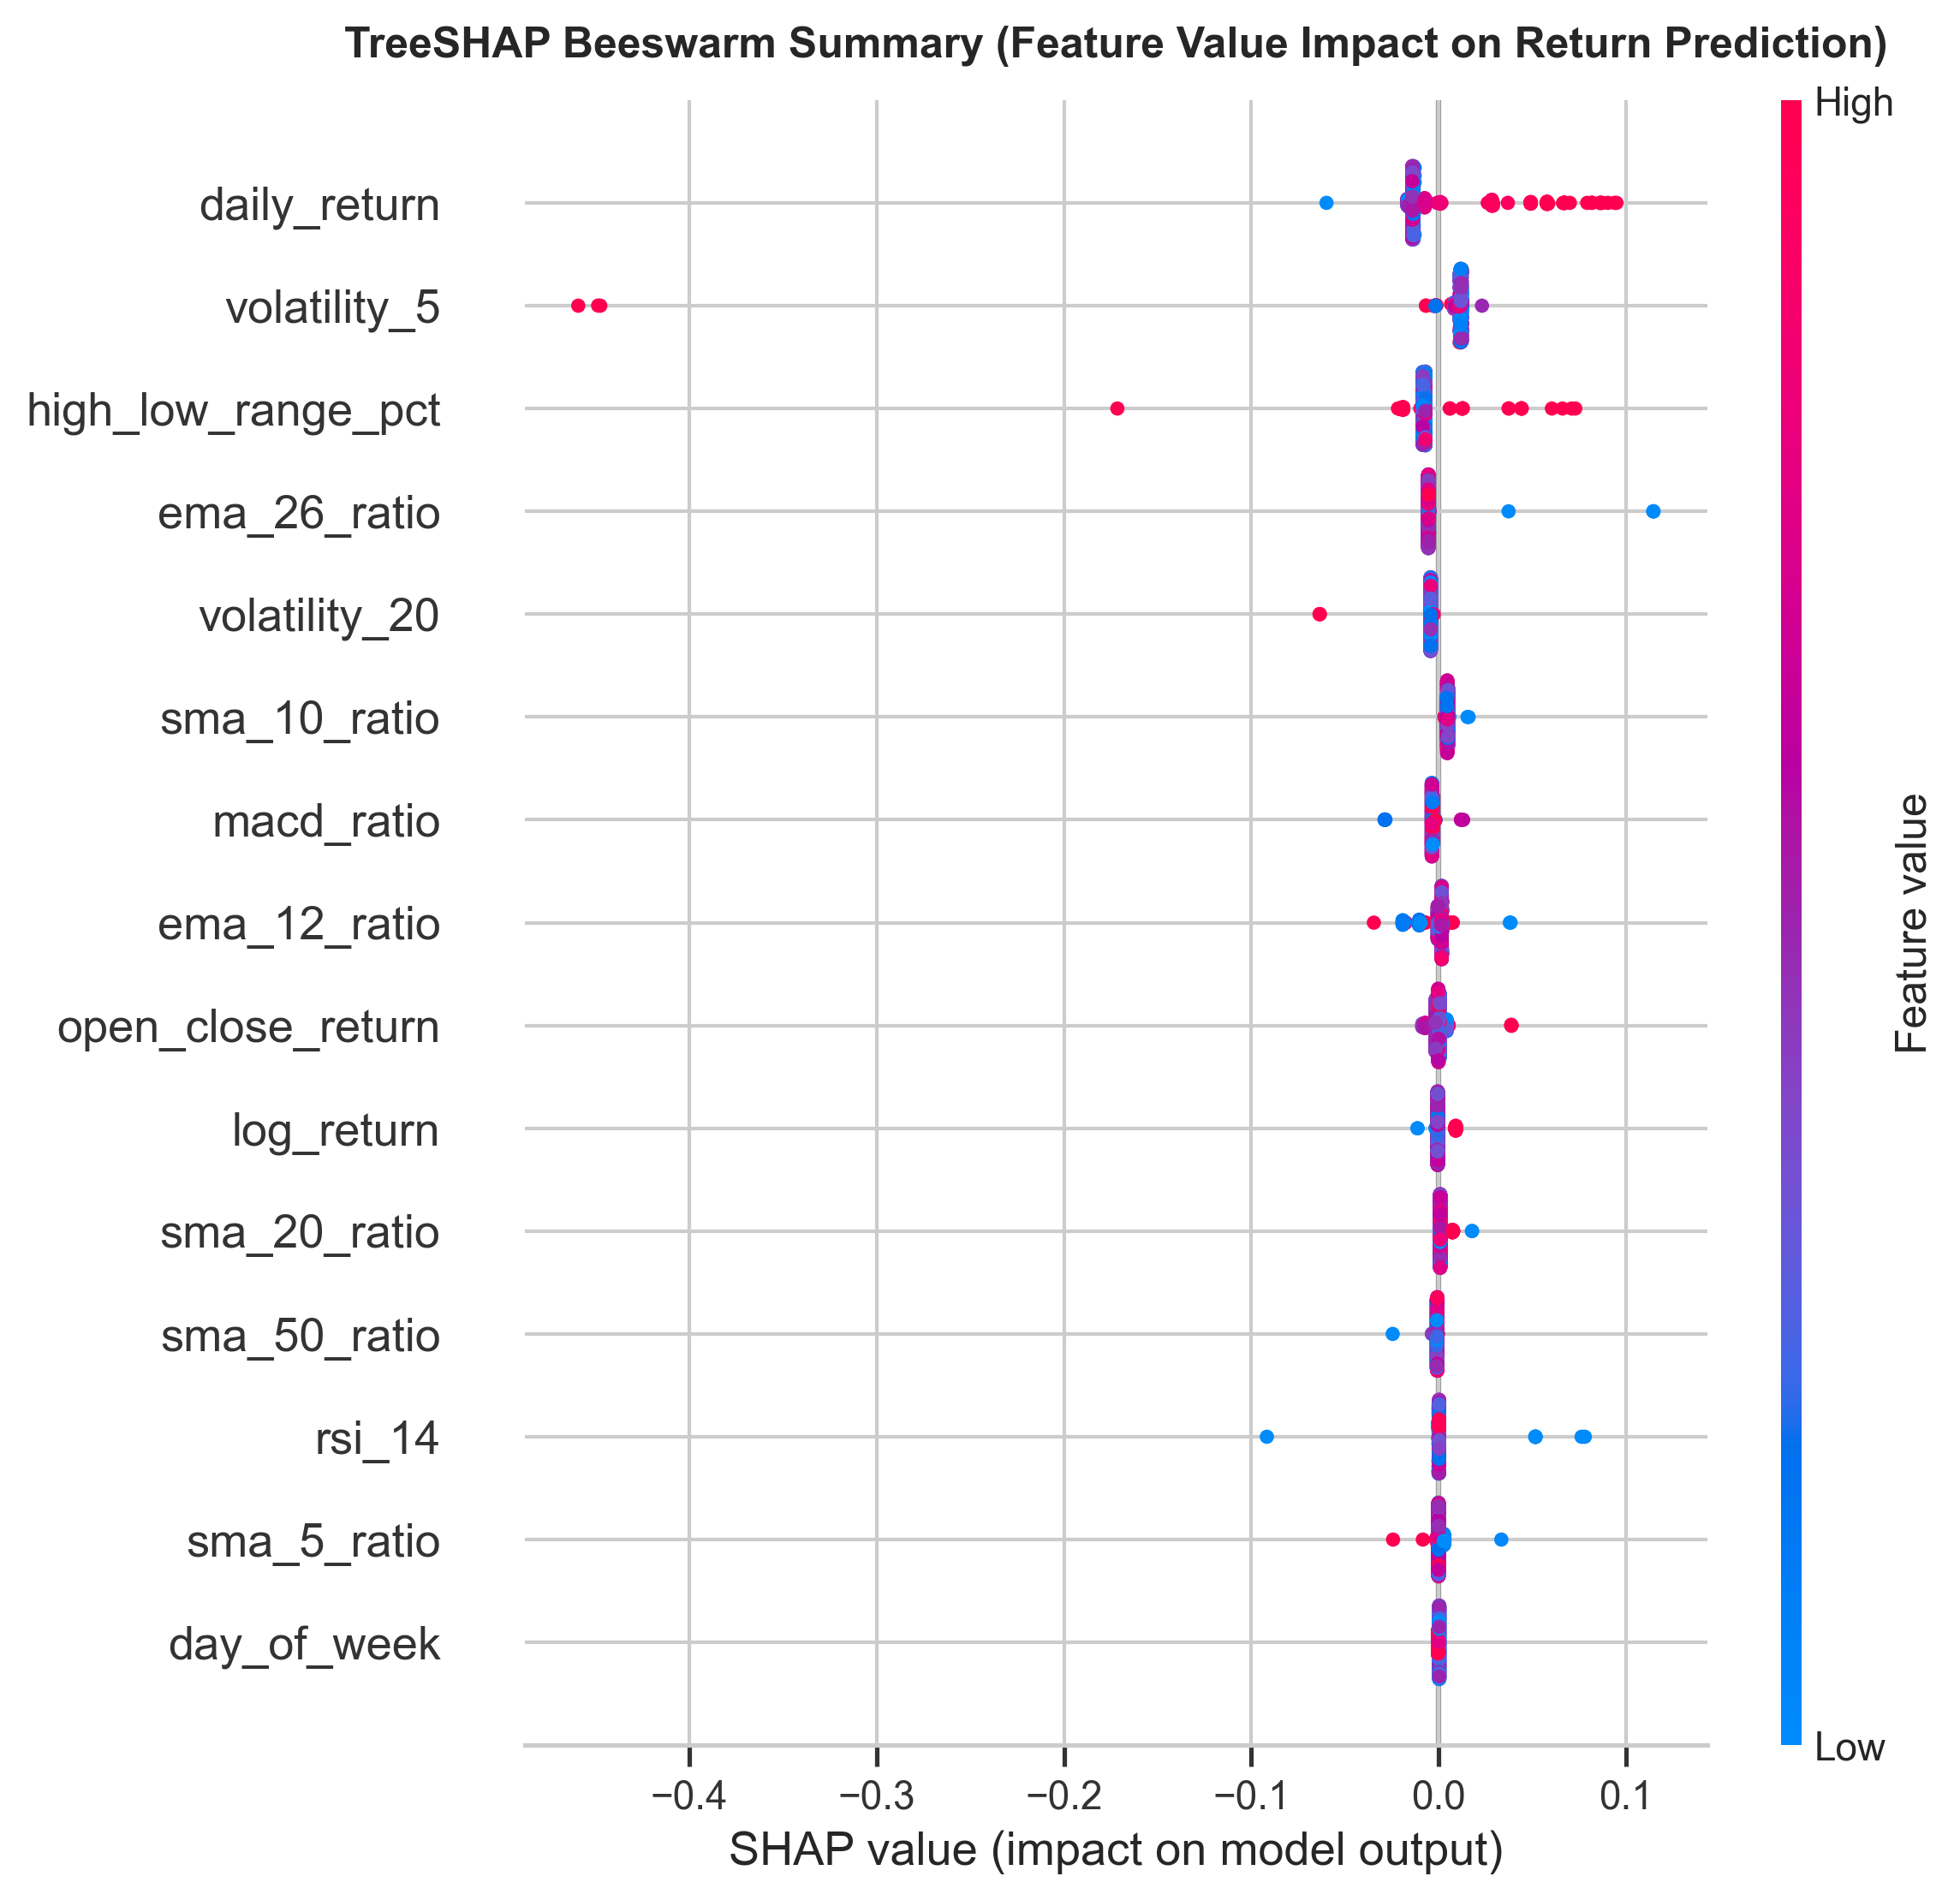 TreeSHAP Beeswarm Summary (Feature Value Impact on Return Prediction)
High
daily_return
volatility_5
high_low_range_pct
ema_26_ratio
volatility_20
sma_10_ratio
macd_ratio
ema_12_ratio
open_close_return
log_return
sma_20_ratio
sma_50_ratio
rsi_14
sma_5_ratio
day_of_week
Feature value
Low
−0.4 −0.3 −0.2 −0.1 0.0 0.1
SHAP value (impact on model output)